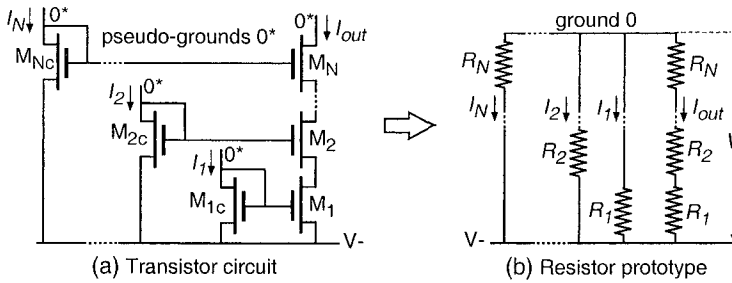 I_N
0*
pseudo-grounds 0*
0*
I_out
M_Nc
M_N
I_2
0*
M_2c
M_2
I_1
0*
M_1c
M_1
V-
(a) Transistor circuit
ground 0
R_N
R_N
I_N
I_2
I_1
I_out
R_2
R_2
R_1
R_1
V-
(b) Resistor prototype